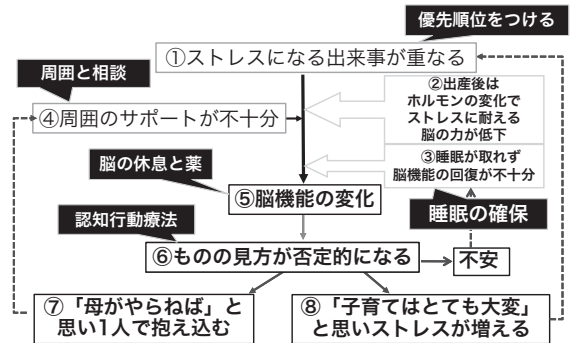 優先順位をつける
①ストレスになる出来事が重なる
周囲と相談
②出産後は
ホルモンの変化で
ストレスに耐える
脳の力が低下
④周囲のサポートが不十分
③睡眠が取れず
脳機能の回復が不十分
脳の休息と薬
⑤脳機能の変化
睡眠の確保
認知行動療法
⑥ものの見方が否定的になる
不安
⑦「母がやらねば」と
思い1人で抱え込む
⑧「子育てはとても大変」
と思いストレスが増える